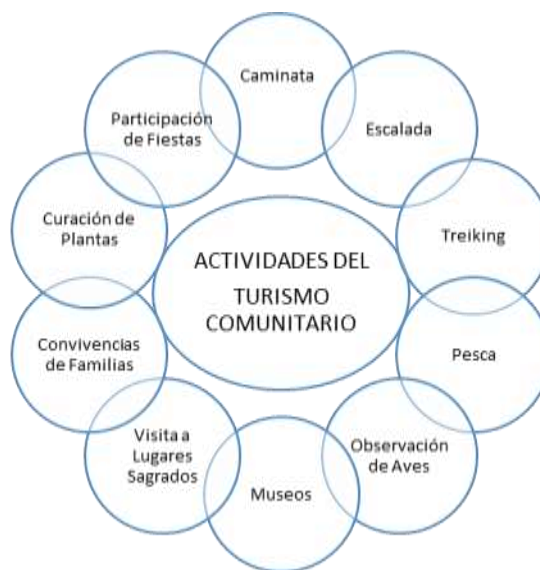 ACTIVIDADES DEL
TURISMO
COMUNITARIO
Caminata
Escalada
Treiking
Pesca
Observación
de Aves
Museos
Visita a
Lugares
Sagrados
Convivencias
de Familias
Curación de
Plantas
Participación
de Fiestas